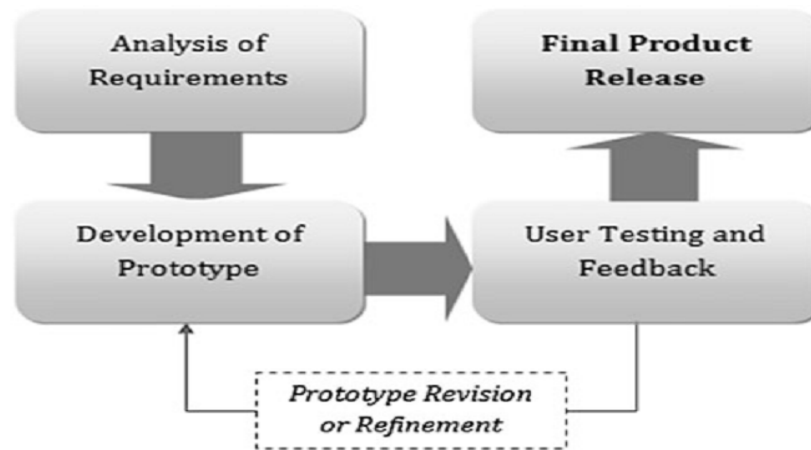 Analysis of
Requirements
Final Product
Release
Development of
Prototype
User Testing and
Feedback
Prototype Revision
or Refinement